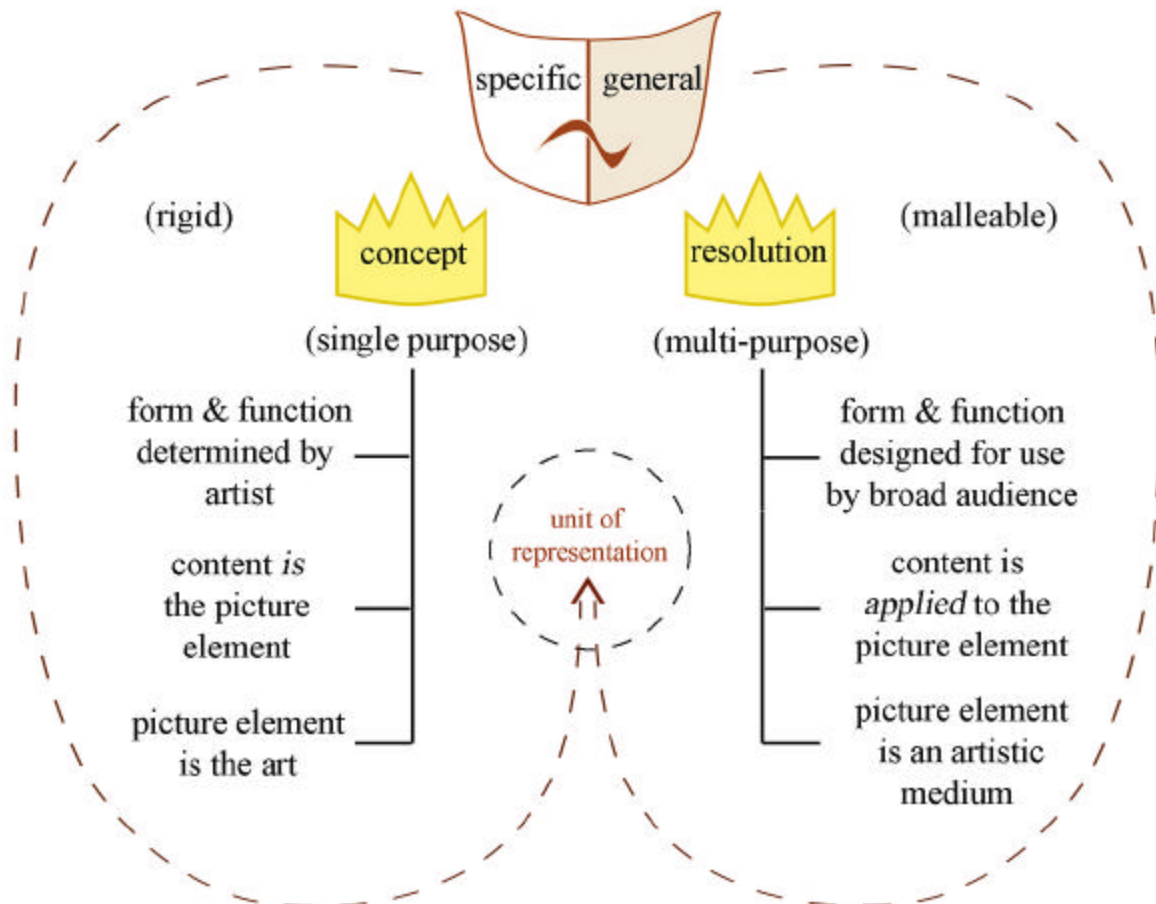 specific
general
(rigid)
(malleable)
concept
resolution
(single purpose)
(multi-purpose)
form & function
determined by
artist
content is
the picture
element
picture element
is the art
unit of
representation
form & function
designed for use
by broad audience
content is
applied to the
picture element
picture element
is an artistic
medium